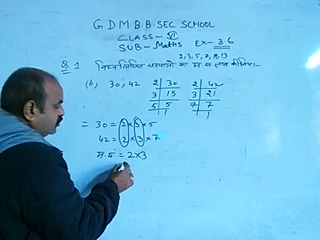 G D M B B SEC SCHOOL
CLASS - VI
SUB - Maths EX - 3.6
2, 3, 5, 7, 11, 13
Q. 1 निम्नलिखित संख्याओं का म स ज्ञात कीजिए।
(b) 30, 42
2 | 30 2 | 42
3 | 15 3 | 21
5 | 5 7 | 7
1 1
= 30 = 2 × 3 × 5
42 = 2 × 3 × 7
म. स = 2 × 3